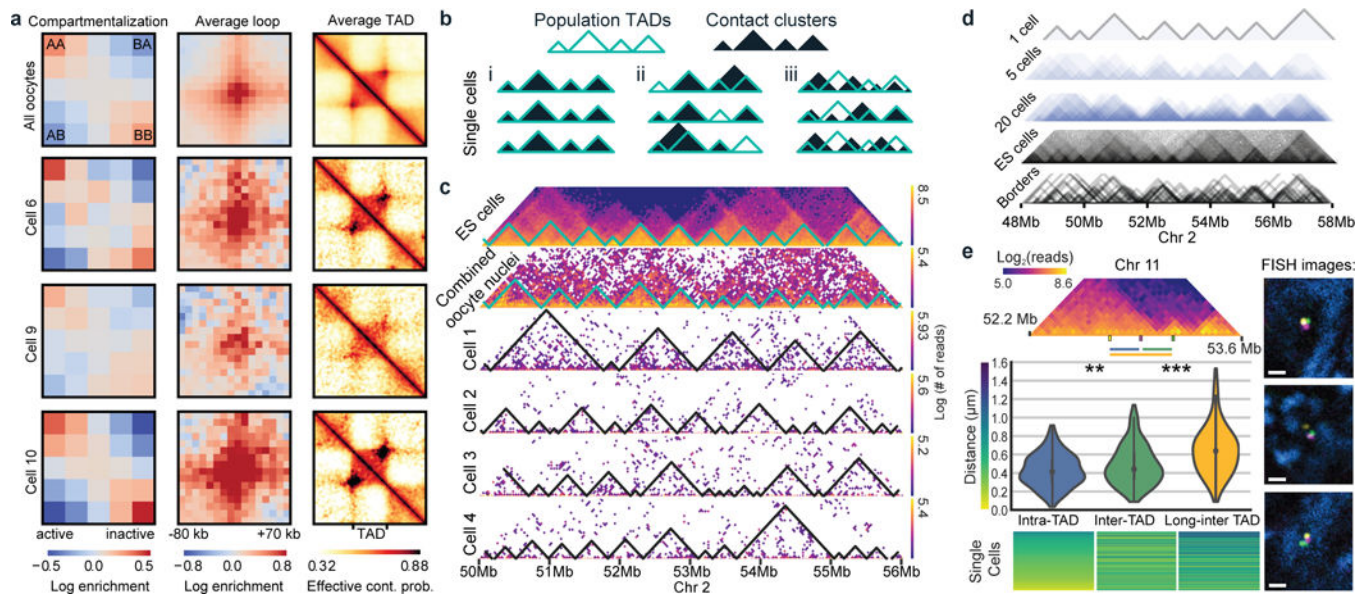 a
Compartmentalization
Average loop
Average TAD
All oocytes
AA
BA
AB
BB
Cell 6
Cell 9
Cell 10
active
inactive
-80 kb
+70 kb
TAD
−0.5
0.0
0.5
Log enrichment
−0.8
0.0
0.8
Log enrichment
0.32
0.88
Effective cont. prob.
b
Population TADs
Contact clusters
Single cells
i
ii
iii
c
ES cells
8.5
Combined
oocyte nuclei
5.4
Cell 1
5.93
Cell 2
5.6
Cell 3
5.2
Cell 4
5.4
Log (# of reads)
50Mb
51Mb
52Mb
53Mb
54Mb
55Mb
56Mb
Chr 2
d
1 cell
5 cells
20 cells
ES cells
Borders
48Mb
50Mb
52Mb
54Mb
56Mb
58Mb
Chr 2
e
Log2(reads)
5.0
8.6
Chr 11
FISH images:
52.2 Mb
53.6 Mb
Distance (μm)
1.6
1.4
1.2
1.0
0.8
0.6
0.4
0.2
0.0
**
***
Intra-TAD
Inter-TAD
Long-inter TAD
Single
Cells